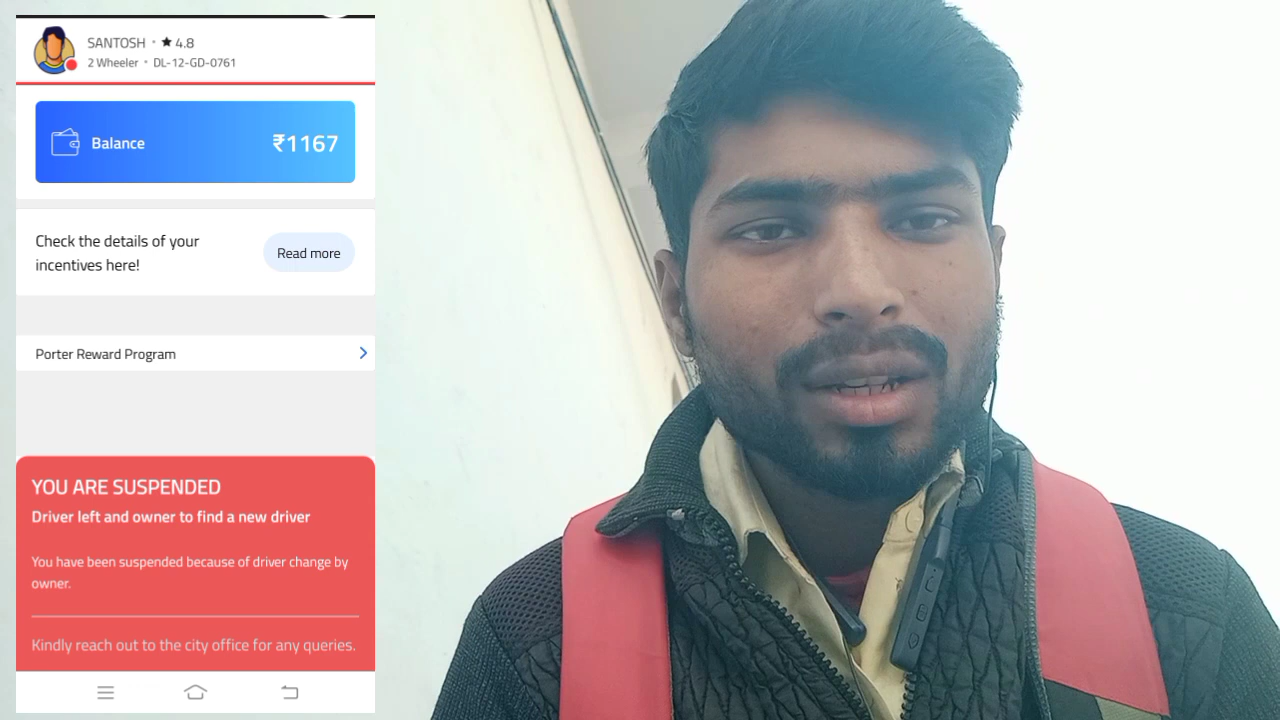 SANTOSH · ★ 4.8
2 Wheeler · DL-12-GD-0761
Balance
₹1167
Check the details of your
incentives here!
Read more
Porter Reward Program
YOU ARE SUSPENDED
Driver left and owner to find a new driver
You have been suspended because of driver change by
owner.
Kindly reach out to the city office for any queries.